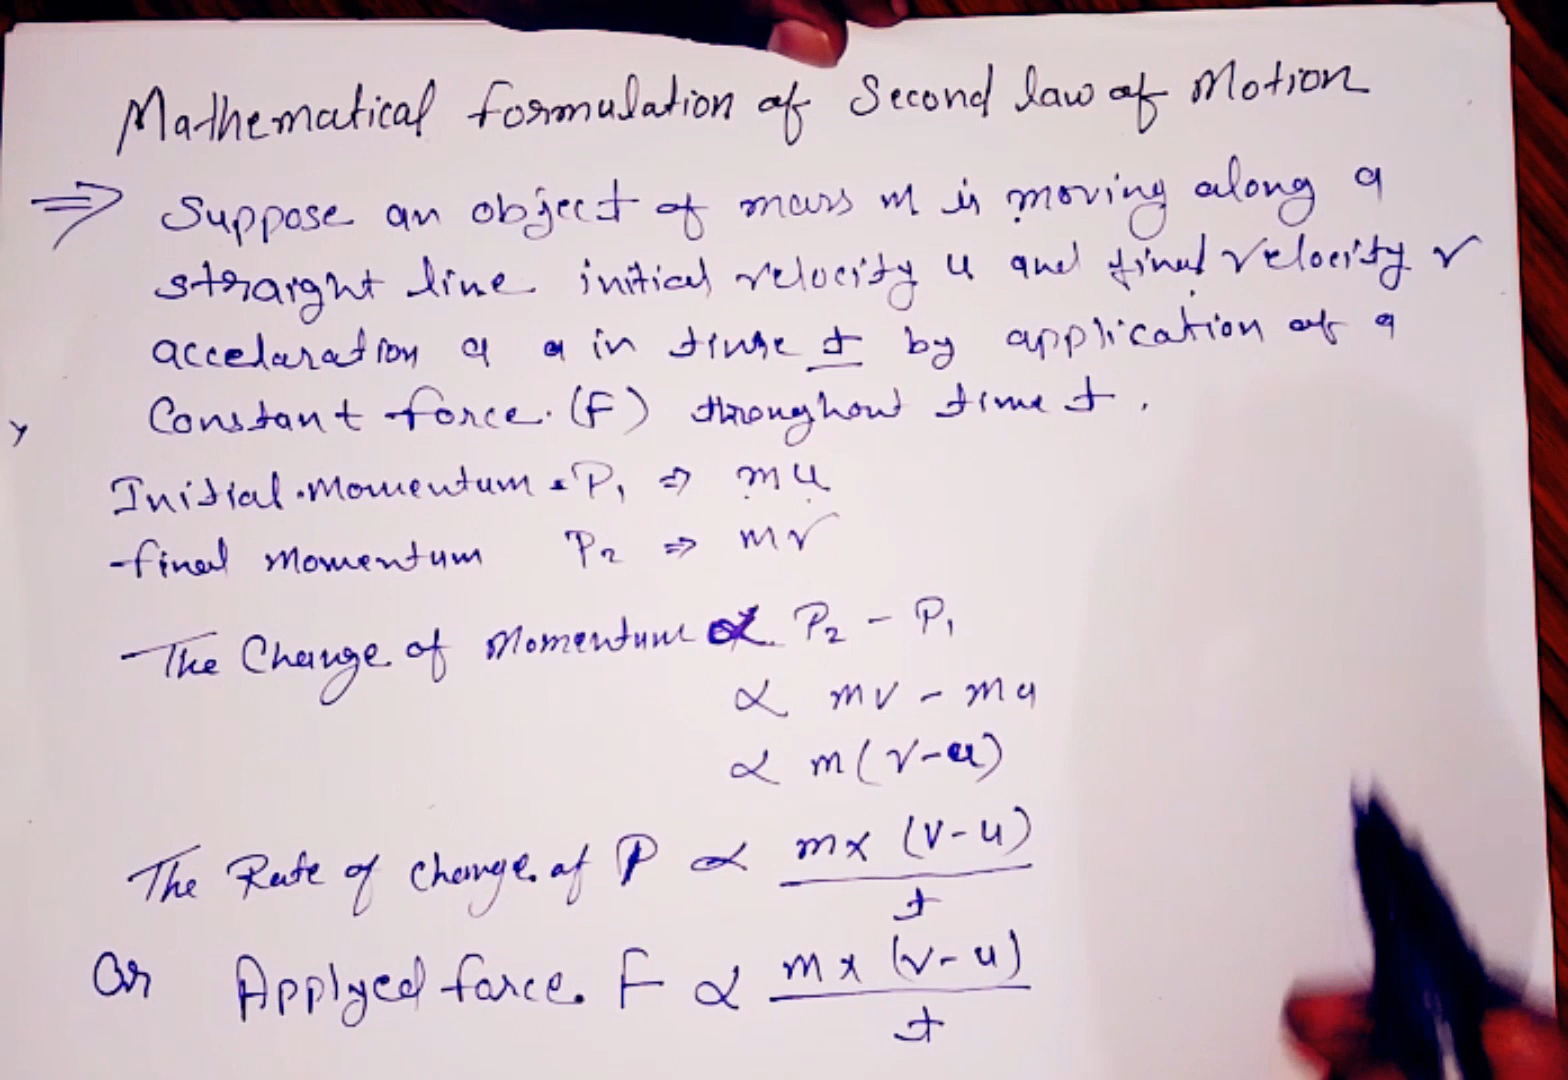 Mathematical formulation of Second law of Motion
⇒ Suppose an object of mass m is moving along a
straight line initial velocity u and final velocity v
accelaration a a in time t by application of a
Constant force. (F) throughout time t.
Initial Momentum = P₁ ⇒ mu
final Momentum P₂ ⇒ mv
The Change of Momentum ∝ P₂ - P₁
∝ mv - mu
∝ m(v-u)
The Rate of change of P ∝ m× (v-u)
t
Or Applyed force. F ∝ m× (v-u)
t